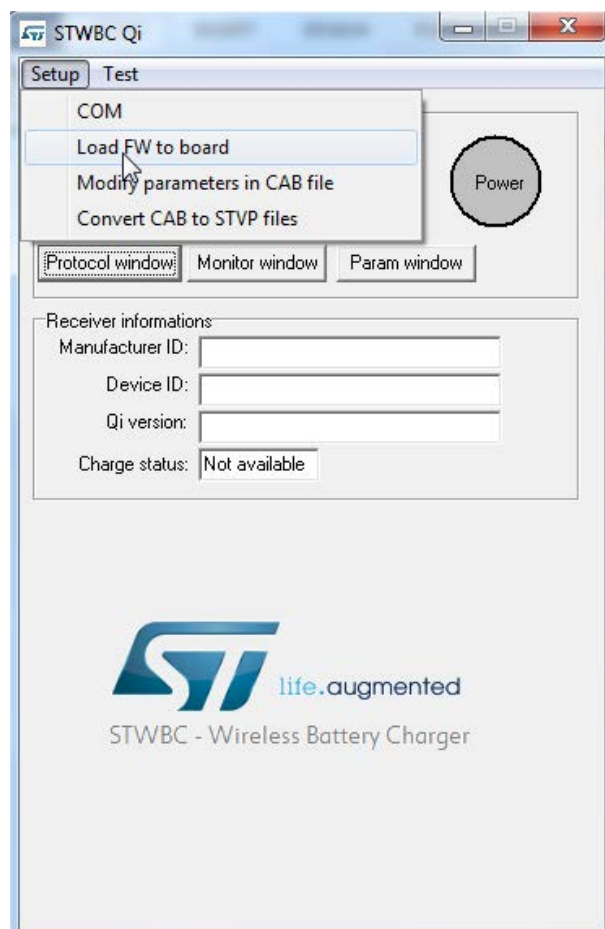 STWBC Qi
Setup Test
COM
Load FW to board
Modify parameters in CAB file
Convert CAB to STVP files
Power
Protocol window Monitor window Param window
Receiver informations
Manufacturer ID:
Device ID:
Qi version:
Charge status: Not available
ST life.augmented
STWBC - Wireless Battery Charger